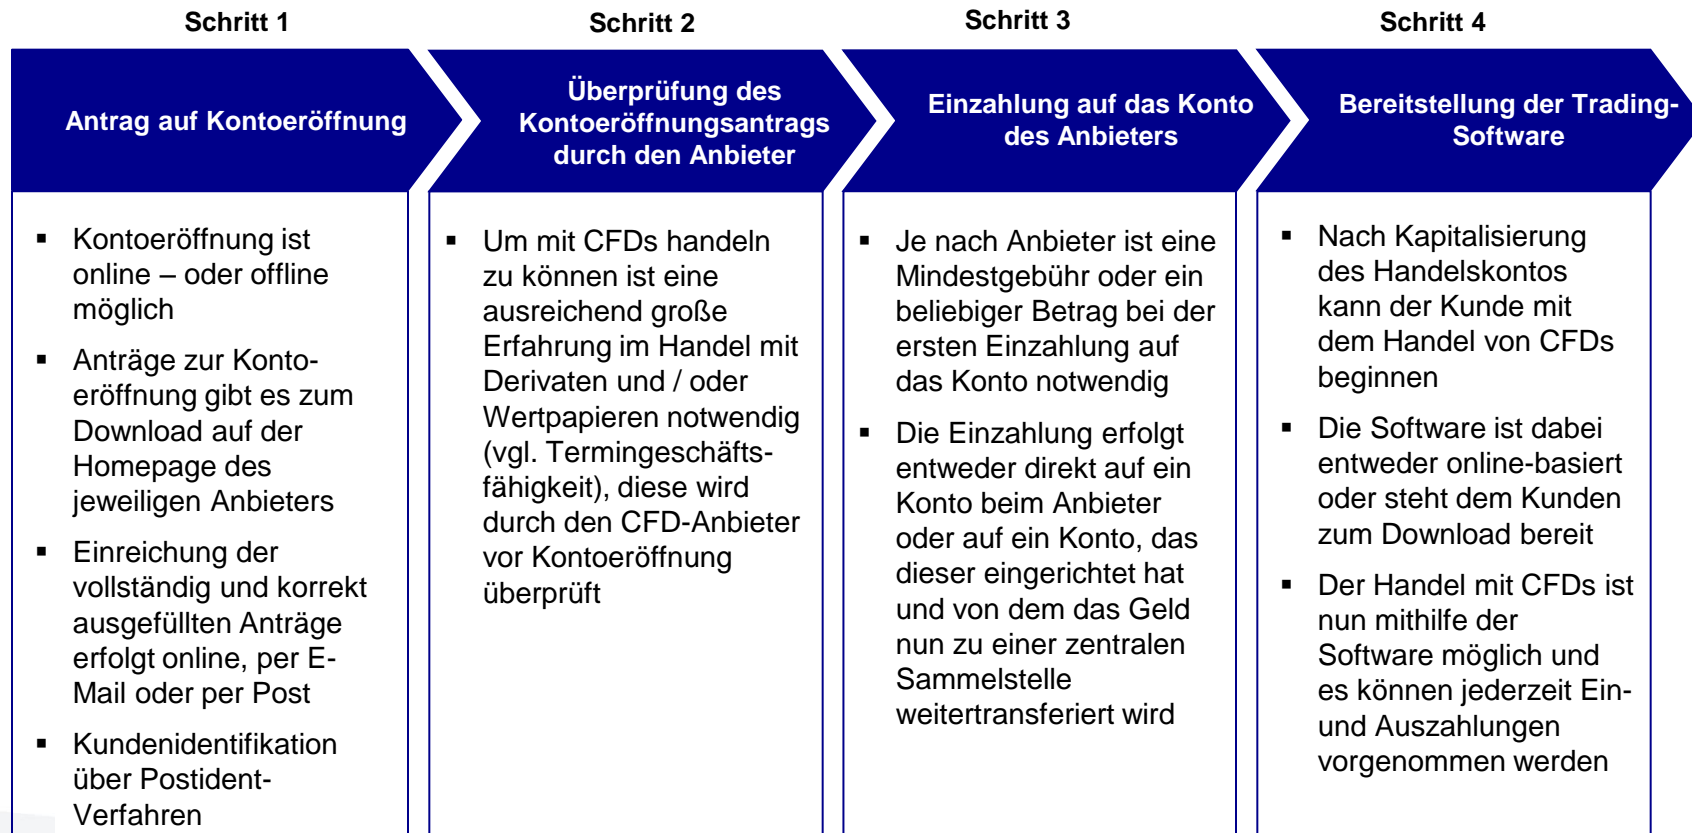 Schritt 1
Antrag auf Kontoeröffnung
▪ Kontoeröffnung ist
online – oder offline
möglich
▪ Anträge zur Konto-
eröffnung gibt es zum
Download auf der
Homepage des
jeweiligen Anbieters
▪ Einreichung der
vollständig und korrekt
ausgefüllten Anträge
erfolgt online, per E-
Mail oder per Post
▪ Kundenidentifikation
über Postident-
Verfahren
Schritt 2
Überprüfung des
Kontoeröffnungsantrags
durch den Anbieter
▪ Um mit CFDs handeln
zu können ist eine
ausreichend große
Erfahrung im Handel mit
Derivaten und / oder
Wertpapieren notwendig
(vgl. Termingeschäfts-
fähigkeit), diese wird
durch den CFD-Anbieter
vor Kontoeröffnung
überprüft
Schritt 3
Einzahlung auf das Konto
des Anbieters
▪ Je nach Anbieter ist eine
Mindestgebühr oder ein
beliebiger Betrag bei der
ersten Einzahlung auf
das Konto notwendig
▪ Die Einzahlung erfolgt
entweder direkt auf ein
Konto beim Anbieter
oder auf ein Konto, das
dieser eingerichtet hat
und von dem das Geld
nun zu einer zentralen
Sammelstelle
weitertransferiert wird
Schritt 4
Bereitstellung der Trading-
Software
▪ Nach Kapitalisierung
des Handelskontos
kann der Kunde mit
dem Handel von CFDs
beginnen
▪ Die Software ist dabei
entweder online-basiert
oder steht dem Kunden
zum Download bereit
▪ Der Handel mit CFDs ist
nun mithilfe der
Software möglich und
es können jederzeit Ein-
und Auszahlungen
vorgenommen werden